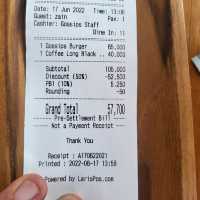 Date: 17 Jun 2022 Time: 13:08
Guest: zain Pax: 1
Cashier: Gossips Staff
Dine In: 11
1 Gossips Burger 65,000
1 Coffee Long Black .. 40,000
Subtotal 105,000
Discount (50%) -52,500
PB1 (10%) 5,250
Rounding -50
Grand Total 57,700
Pre-Settlement Bill
Not a Payment Receipt
Thank You
Receipt : A170622021
Printed : 2022-06-17 13:58
Powered by LarisPos.com